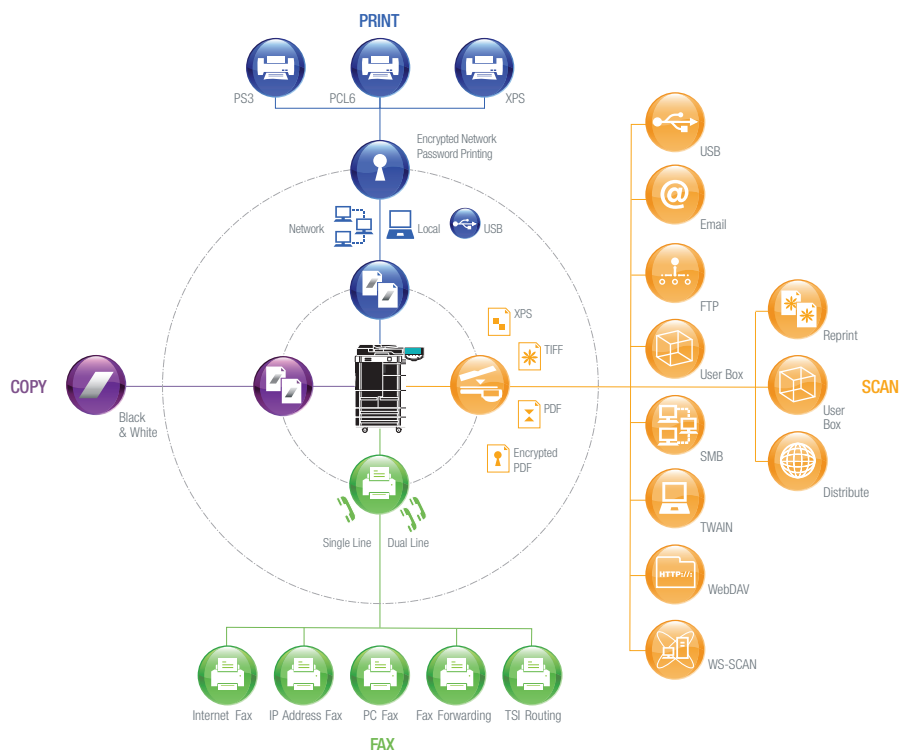 PRINT
PS3
PCL6
XPS
Encrypted Network
Password Printing
Network
Local
USB
XPS
TIFF
PDF
Encrypted
PDF
COPY
Black
& White
Single Line
Dual Line
USB
@
Email
FTP
User Box
SMB
TWAIN
HTTP://:
WebDAV
WS-SCAN
Reprint
User
Box
Distribute
SCAN
Internet Fax
IP Address Fax
PC Fax
Fax Forwarding
TSI Routing
FAX